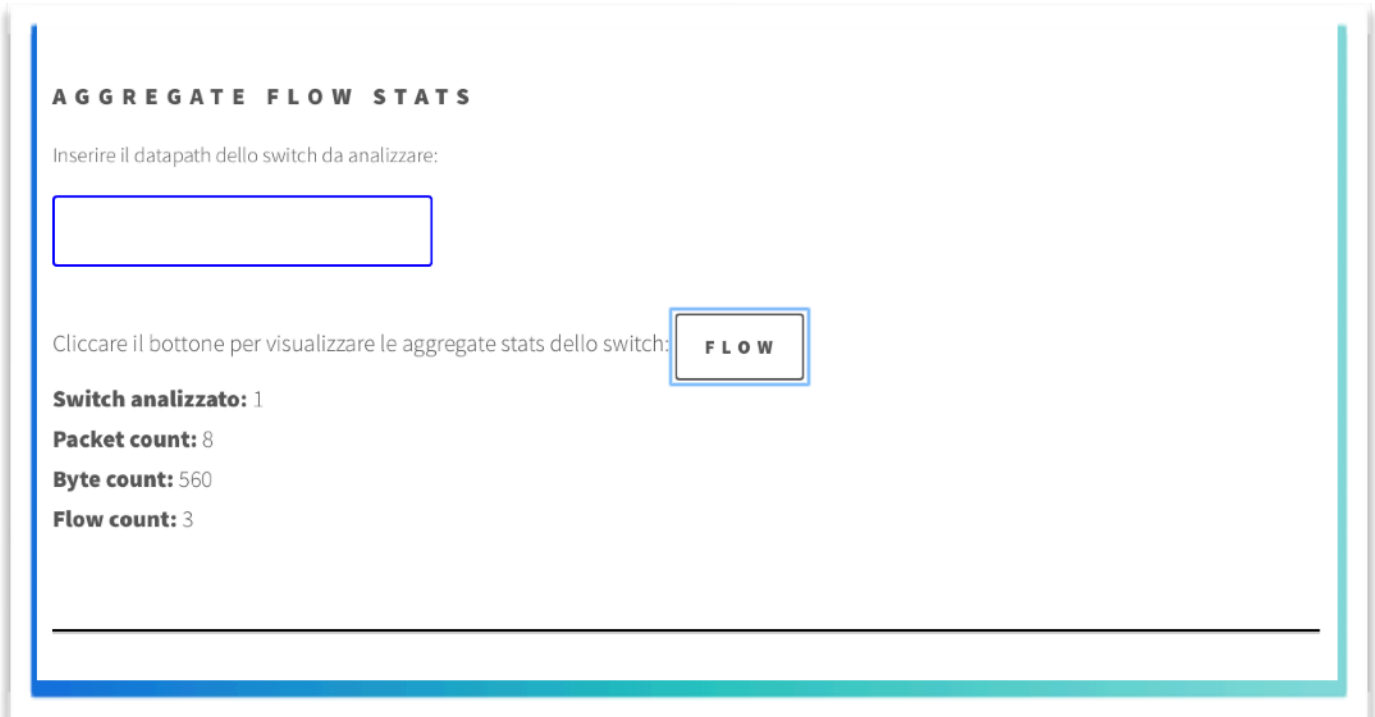 AGGREGATE FLOW STATS
Inserire il datapath dello switch da analizzare:
Cliccare il bottone per visualizzare le aggregate stats dello switch: FLOW
Switch analizzato: 1
Packet count: 8
Byte count: 560
Flow count: 3